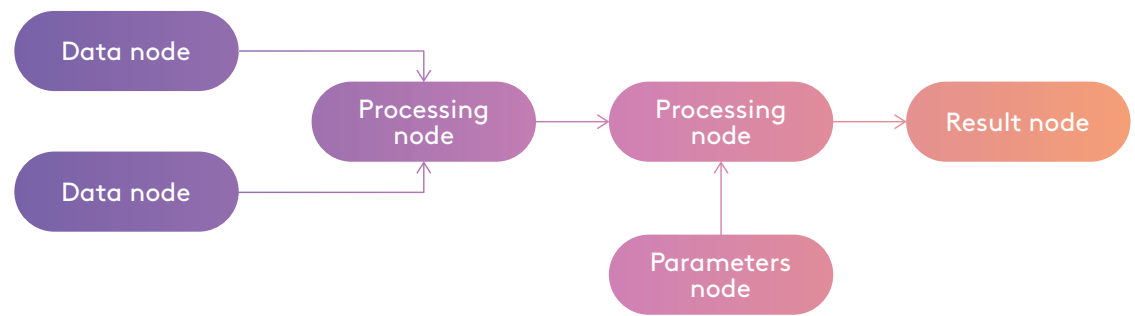 Data node
Processing
node
Processing
node
Result node
Data node
Parameters
node